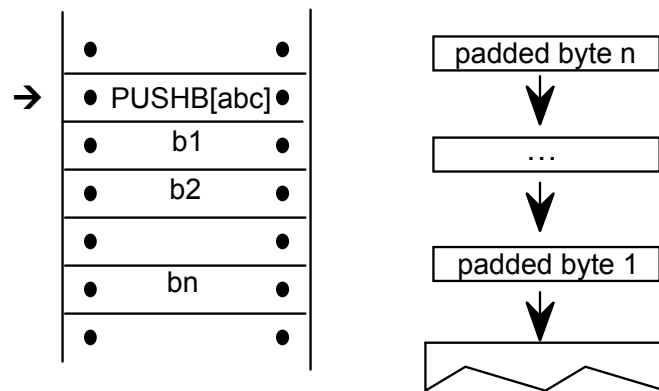 PUSHB[abc]
b1
b2
bn
padded byte n
...
padded byte 1